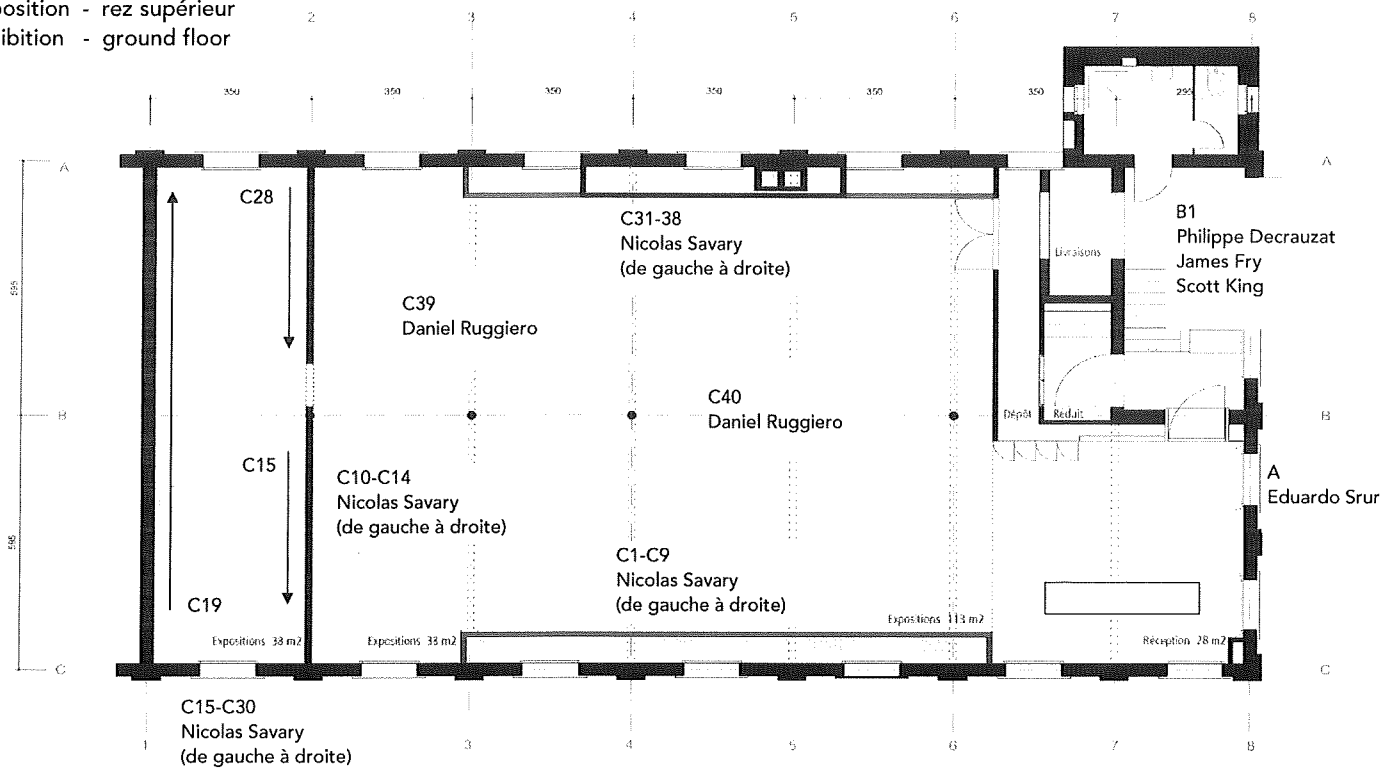 position - rez supérieur
ibition - ground floor
2 3 4 5 6 7 8
350 350 350 350 350 350 290
A A
C28
C31-38
Nicolas Savary
(de gauche à droite)
B1
Philippe Decrauzat
James Fry
Scott King
Livraisons
595
C39
Daniel Ruggiero
C40
Daniel Ruggiero
B B
Dépôt Réduit
C15
C10-C14
Nicolas Savary
(de gauche à droite)
A
Eduardo Srur
595
C1-C9
Nicolas Savary
(de gauche à droite)
C19
Expositions 38 m2
Expositions 33 m2
Expositions 113 m2
Réception 28 m2
C C
C15-C30
Nicolas Savary
(de gauche à droite)
1 3 4 5 6 7 8